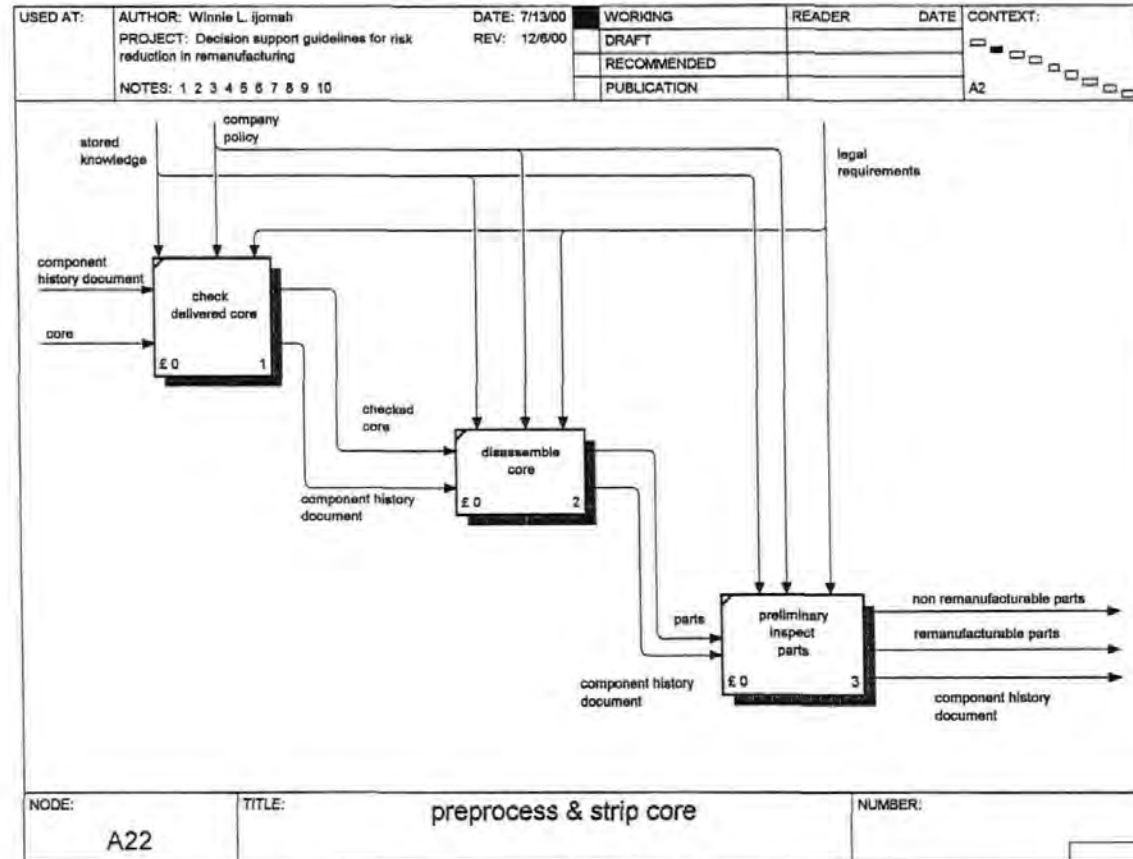 USED AT:
AUTHOR: Winnie L. Ijomah
DATE: 7/13/00
PROJECT: Decision support guidelines for risk
REV: 12/6/00
reduction in remanufacturing
NOTES: 1 2 3 4 5 6 7 8 9 10
WORKING
DRAFT
RECOMMENDED
PUBLICATION
READER DATE
CONTEXT:
A2
stored
knowledge
company
policy
legal
requirements
component
history document
core
check
delivered core
£ 0 1
checked
core
component history
document
disassemble
core
£ 0 2
parts
component history
document
preliminary
inspect
parts
£ 0 3
non remanufacturable parts
remanufacturable parts
component history
document
NODE:
A22
TITLE:
preprocess & strip core
NUMBER: